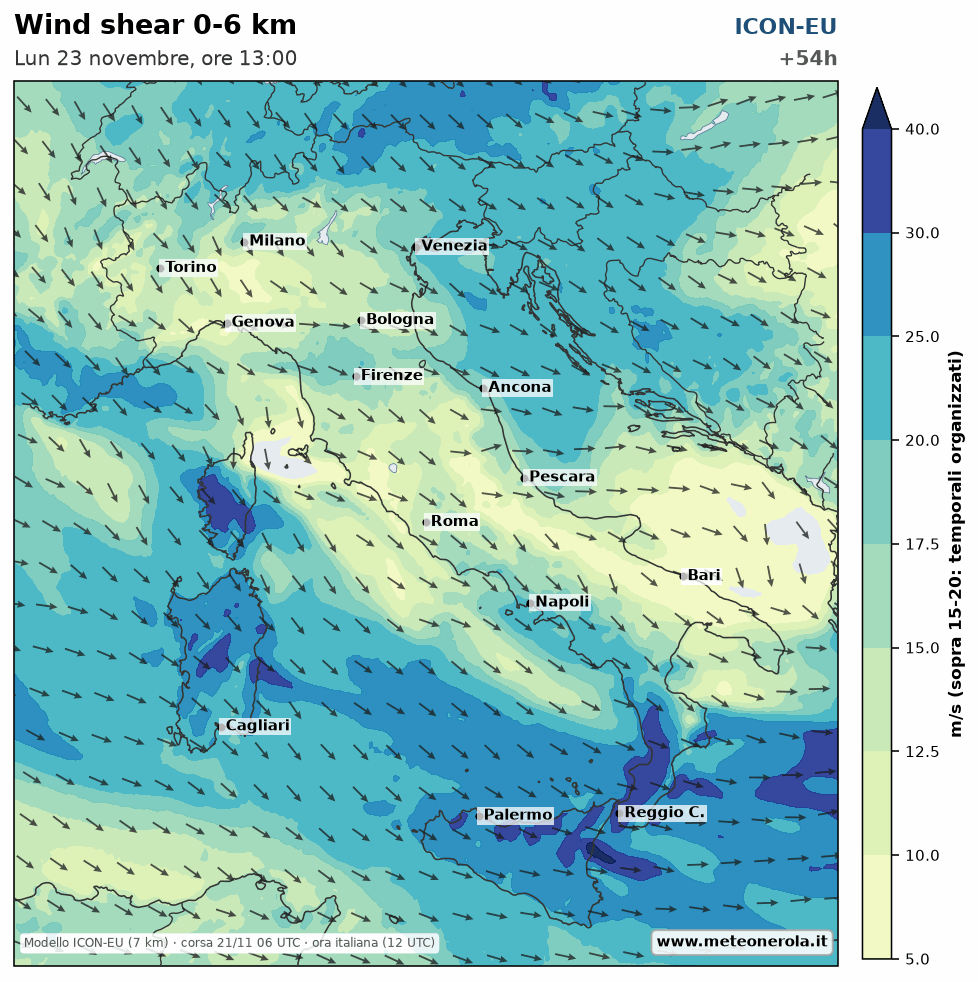 Wind shear 0-6 km
ICON-EU
Lun 23 novembre, ore 13:00
+54h
Milano
Venezia
Torino
Genova
Bologna
Firenze
Ancona
Pescara
Roma
Bari
Napoli
Cagliari
Palermo
Reggio C.
40.0
30.0
25.0
20.0
17.5
15.0
12.5
10.0
5.0
m/s (sopra 15-20: temporali organizzati)
Modello ICON-EU (7 km) · corsa 21/11 06 UTC · ora italiana (12 UTC)
www.meteonerola.it